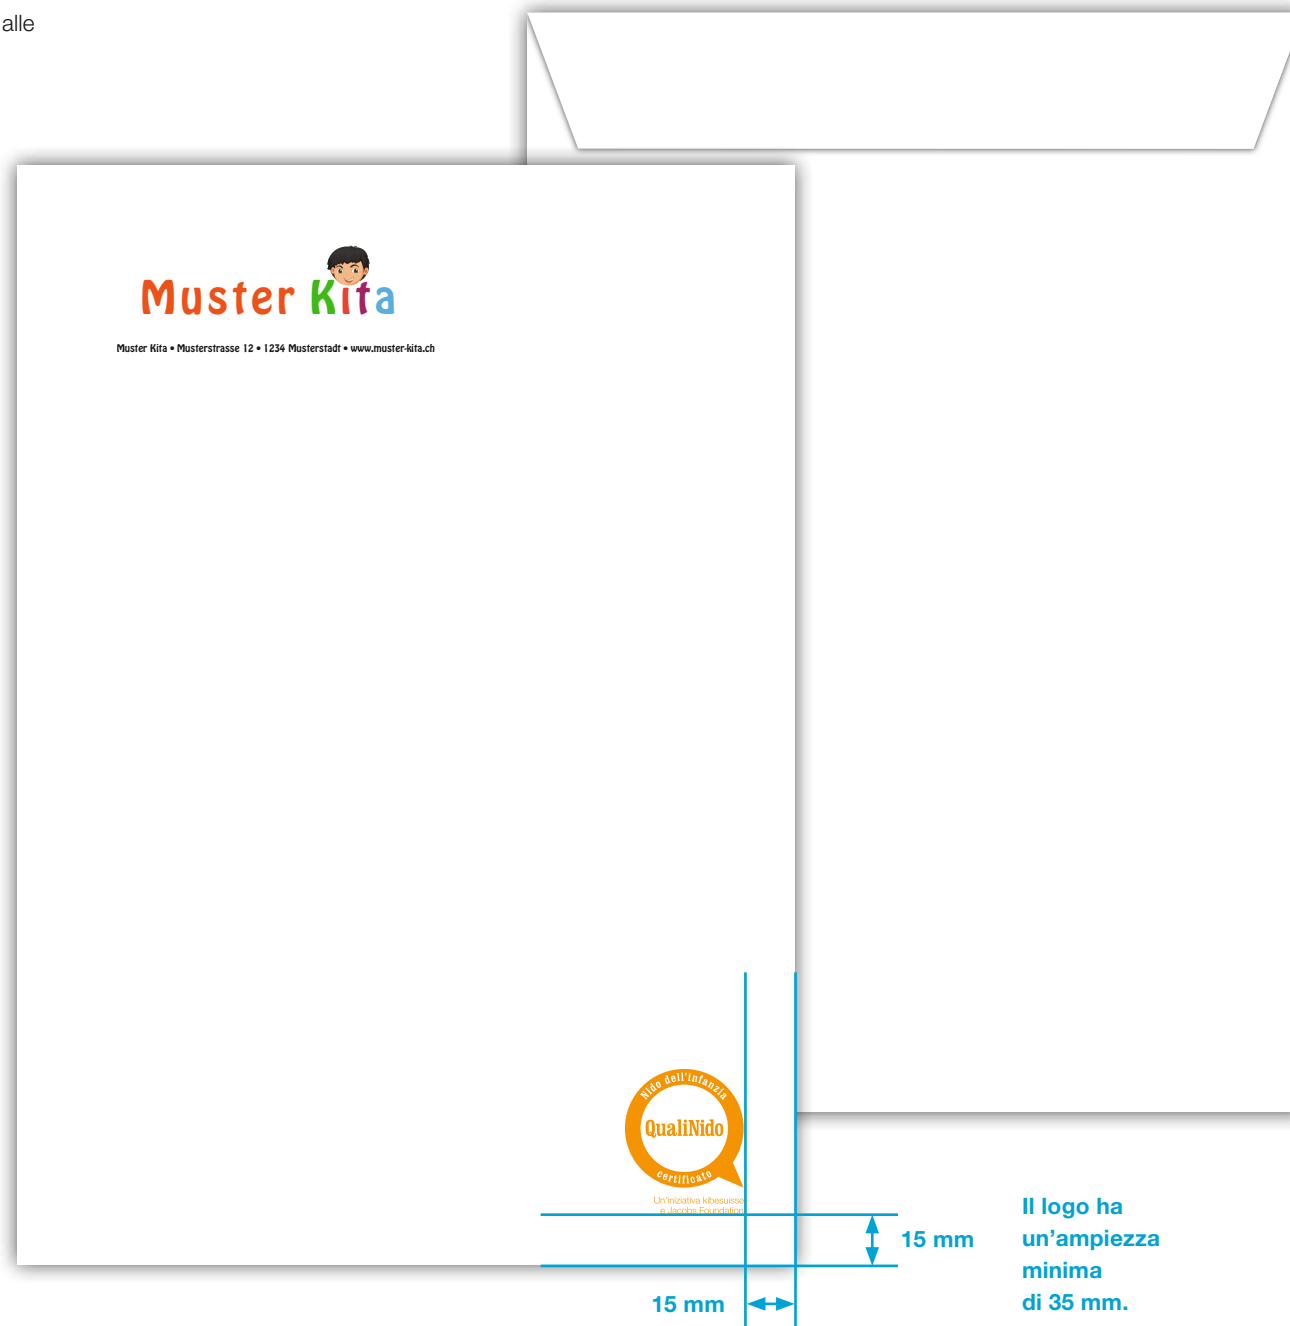 alle
Muster Kita
Muster Kita • Musterstrasse 12 • 1234 Musterstadt • www.muster-kita.ch
Nido dell'infanzia
QualiNido
certificato
Un'iniziativa kibesuisse
e Jacobs Foundation
15 mm
15 mm
Il logo ha
un’ampiezza
minima
di 35 mm.